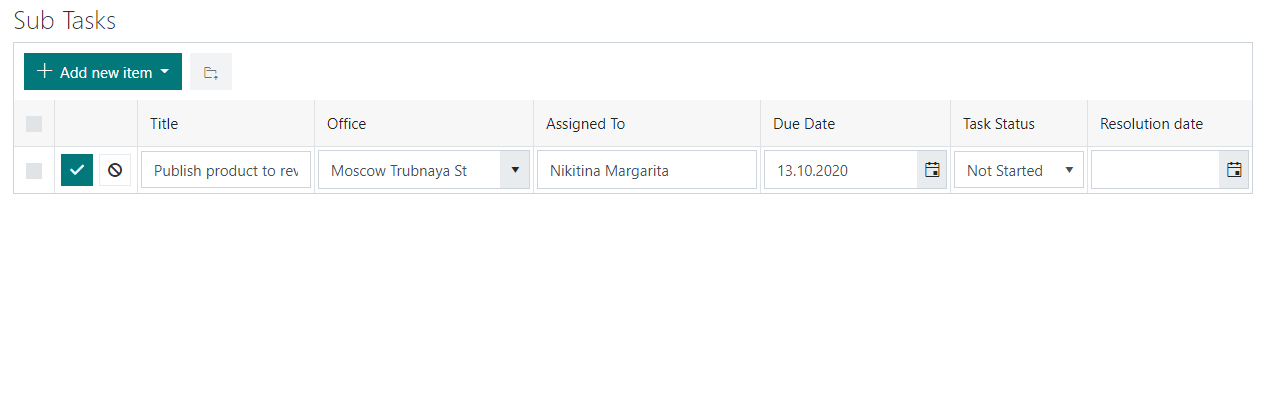 Sub Tasks
Add new item
Title Office Assigned To Due Date Task Status Resolution date
Publish product to rev Moscow Trubnaya St Nikitina Margarita 13.10.2020 Not Started